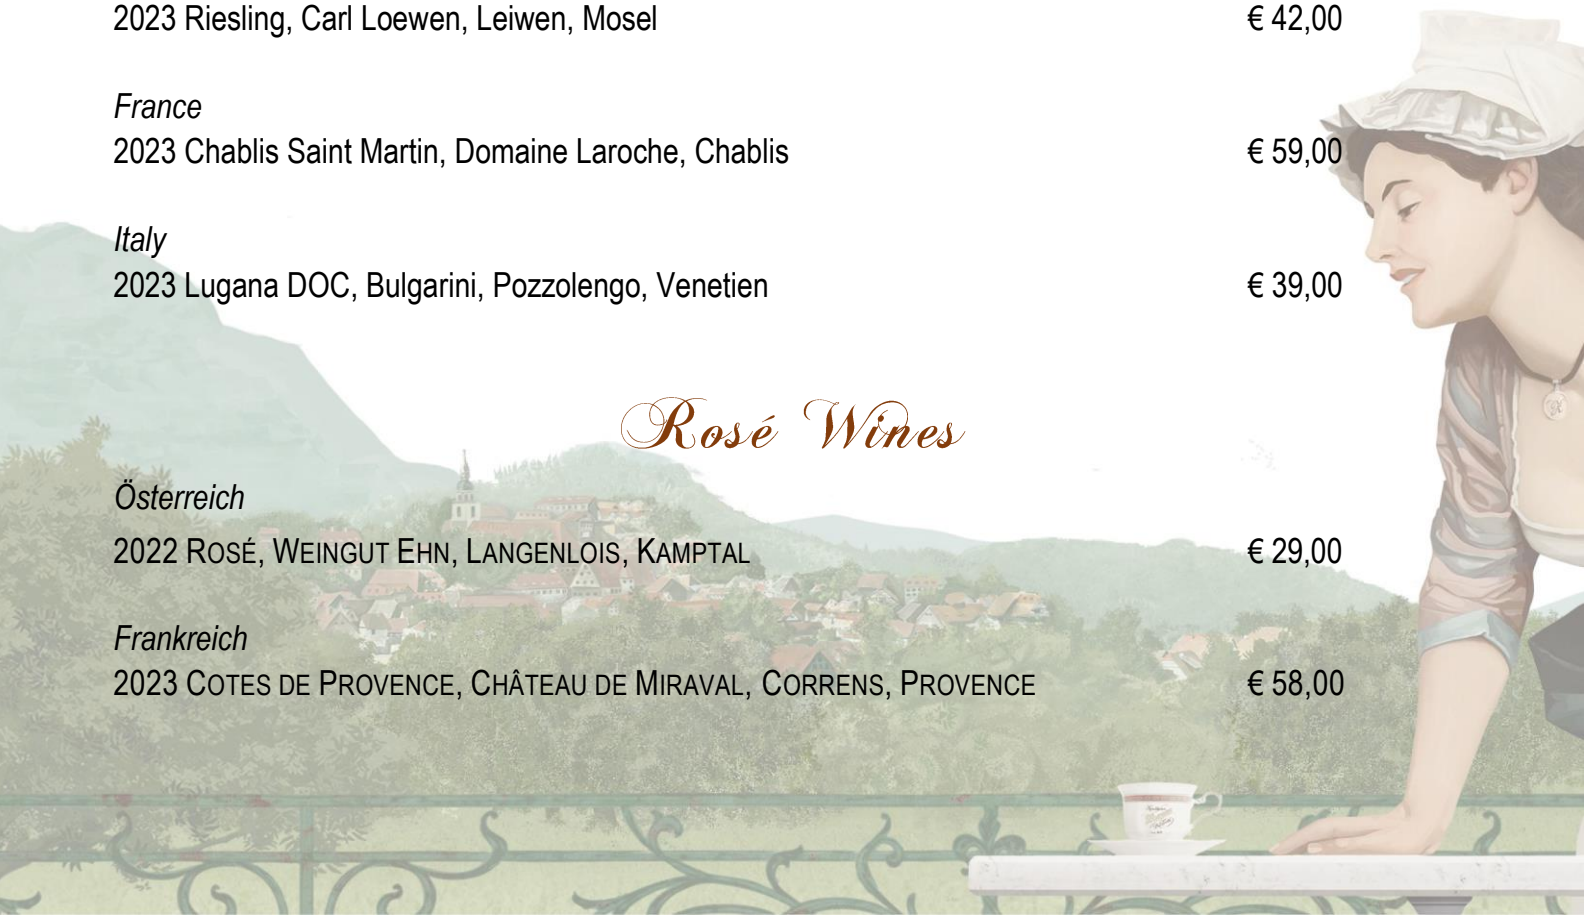 2023 Riesling, Carl Loewen, Leiwen, Mosel € 42,00
France
2023 Chablis Saint Martin, Domaine Laroche, Chablis € 59,00
Italy
2023 Lugana DOC, Bulgarini, Pozzolengo, Venetien € 39,00
Rosé Wines
Österreich
2022 ROSÉ, WEINGUT EHN, LANGENLOIS, KAMPTAL € 29,00
Frankreich
2023 COTES DE PROVENCE, CHÂTEAU DE MIRAVAL, CORRENS, PROVENCE € 58,00